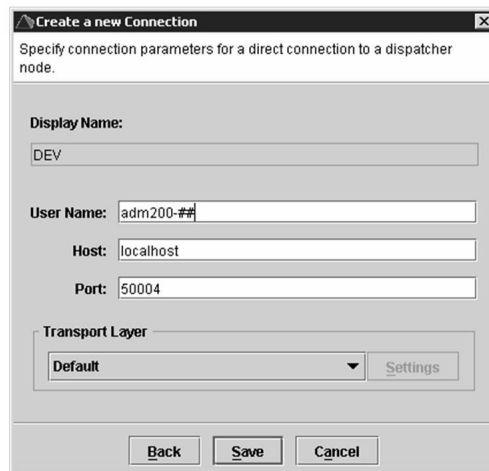 Create a new Connection
Specify connection parameters for a direct connection to a dispatcher
node.
Display Name:
DEV
User Name: adm200-##
Host: localhost
Port: 50004
Transport Layer
Default Settings
Back Save Cancel